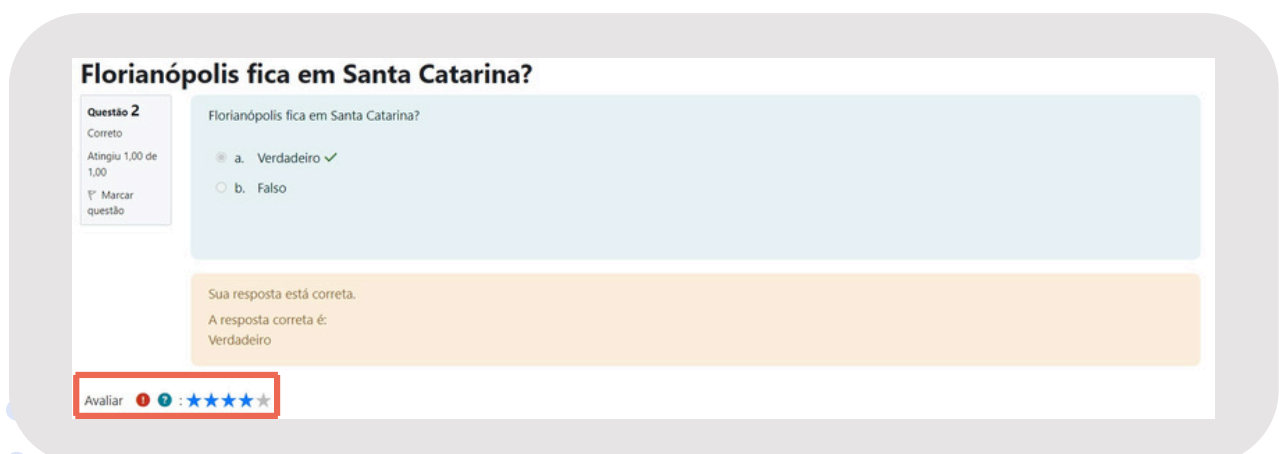 Florianópolis fica em Santa Catarina?
Questão 2
Correto
Atingiu 1,00 de
1,00
Marcar
questão
Florianópolis fica em Santa Catarina?
a. Verdadeiro
b. Falso
Sua resposta está correta.
A resposta correta é:
Verdadeiro
Avaliar ! ? :